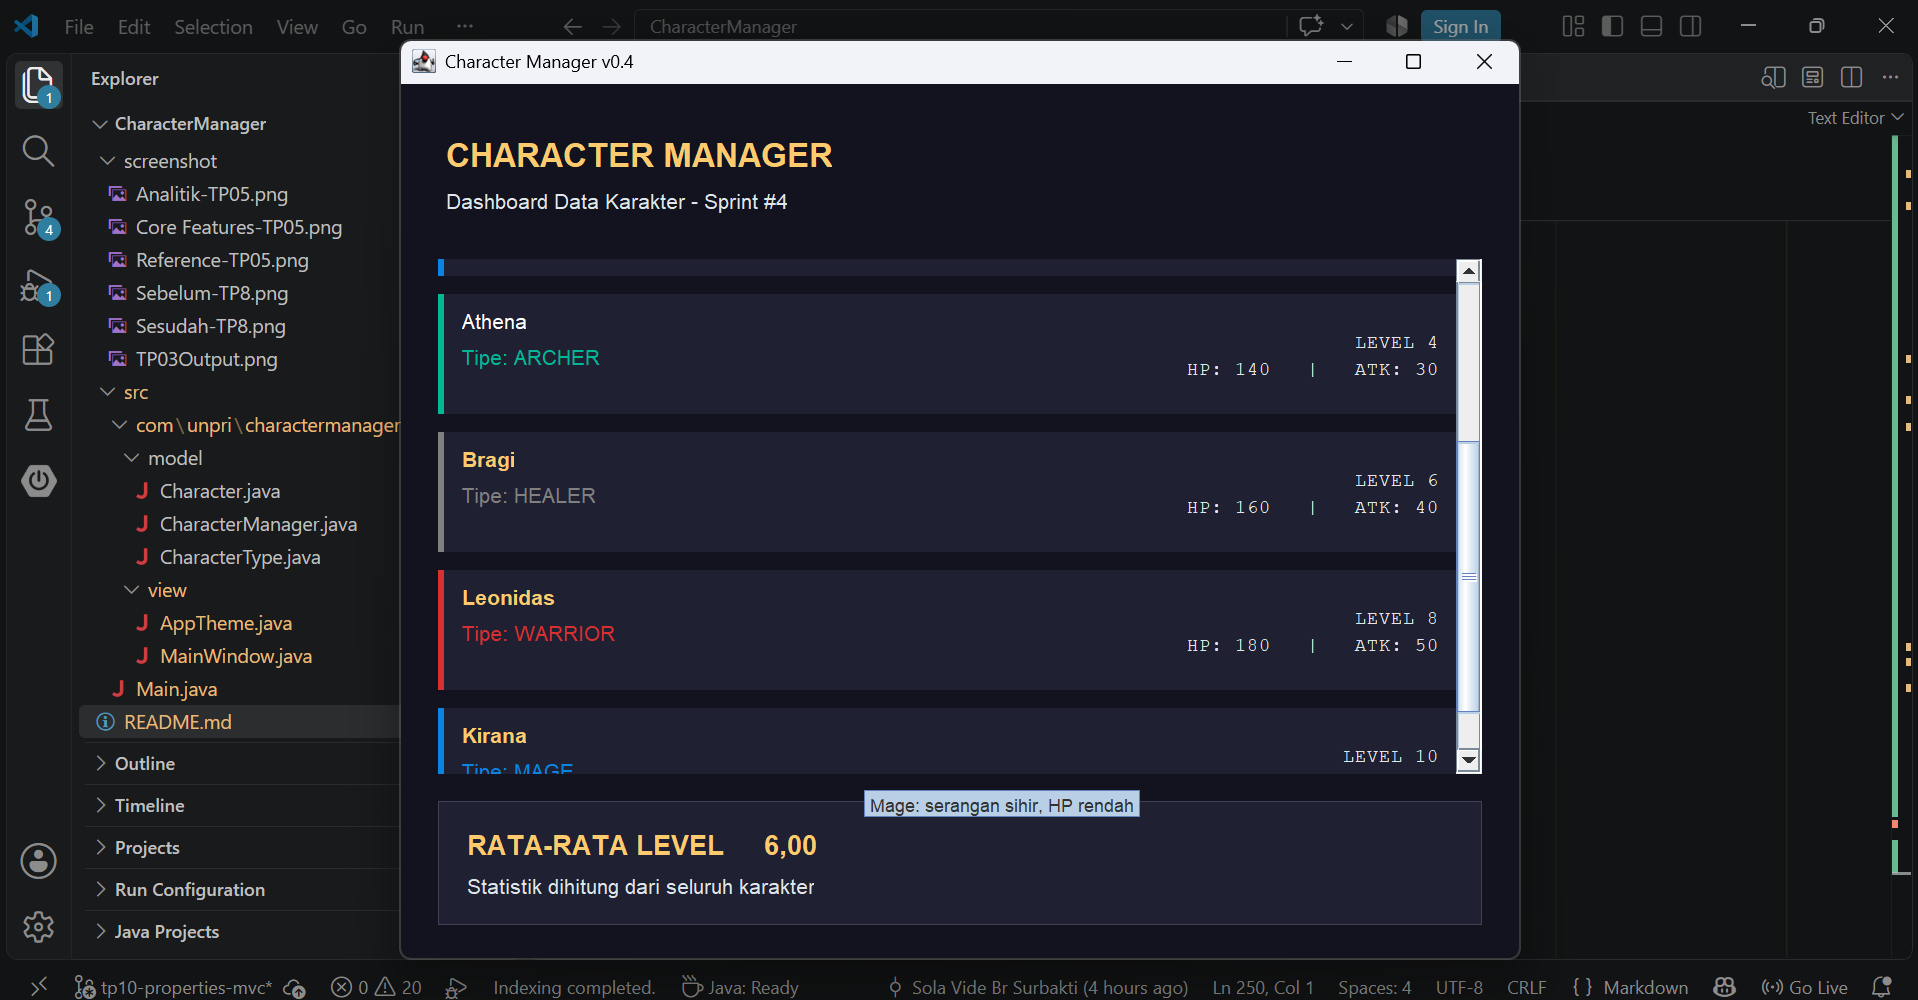 File Edit Selection View Go Run ···
CharacterManager
Sign In
Character Manager v0.4
Explorer
Text Editor
CharacterManager
screenshot
Analitik-TP05.png
Core Features-TP05.png
Reference-TP05.png
Sebelum-TP8.png
Sesudah-TP8.png
TP03Output.png
src
com\unpri\charactermanager
model
Character.java
CharacterManager.java
CharacterType.java
view
AppTheme.java
MainWindow.java
Main.java
README.md
Outline
Timeline
Projects
Run Configuration
Java Projects
1
4
1
CHARACTER MANAGER
Dashboard Data Karakter - Sprint #4
Athena
Tipe: ARCHER
LEVEL 4
HP: 140 | ATK: 30
Bragi
Tipe: HEALER
LEVEL 6
HP: 160 | ATK: 40
Leonidas
Tipe: WARRIOR
LEVEL 8
HP: 180 | ATK: 50
Kirana
Tipe: MAGE
LEVEL 10
Mage: serangan sihir, HP rendah
RATA-RATA LEVEL 6,00
Statistik dihitung dari seluruh karakter
tp10-properties-mvc* 0 20 Indexing completed. Java: Ready Sola Vide Br Surbakti (4 hours ago) Ln 250, Col 1 Spaces: 4 UTF-8 CRLF {} Markdown Go Live